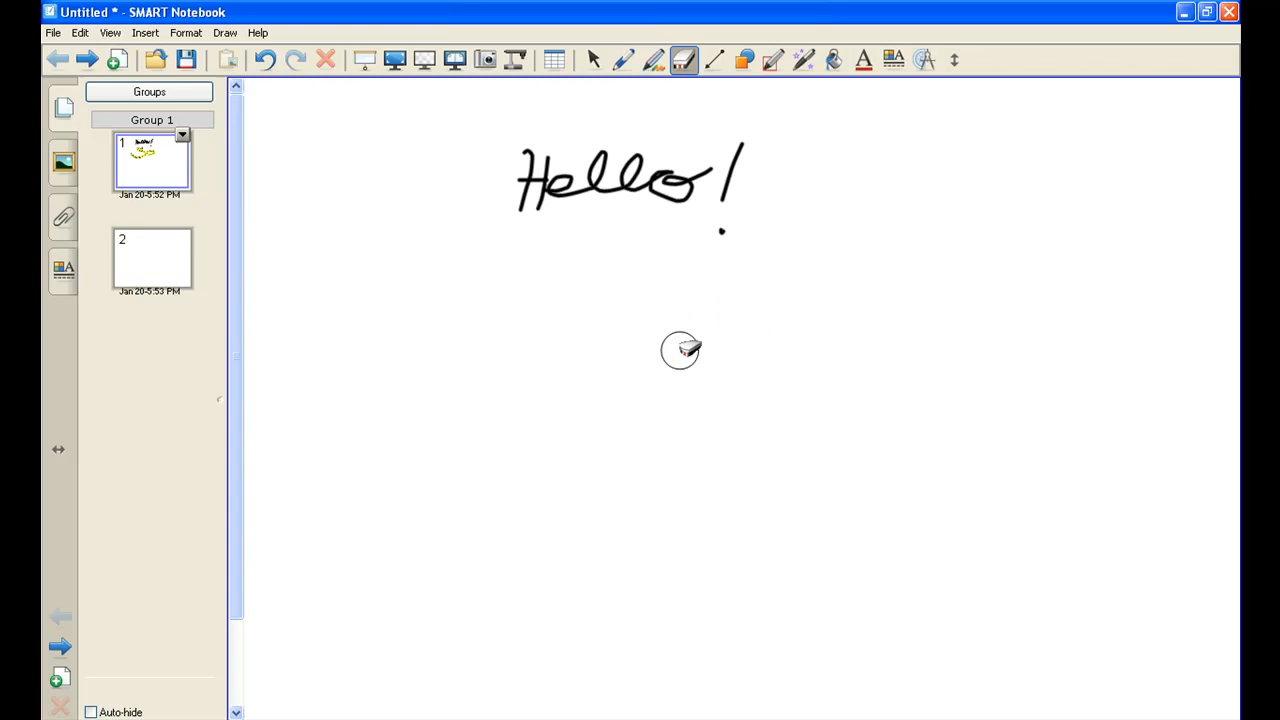 Untitled * - SMART Notebook
File Edit View Insert Format Draw Help
Groups
Group 1
1
Hello!
Jan 20-5:52 PM
2
Jan 20-5:53 PM
Hello!
Auto-hide